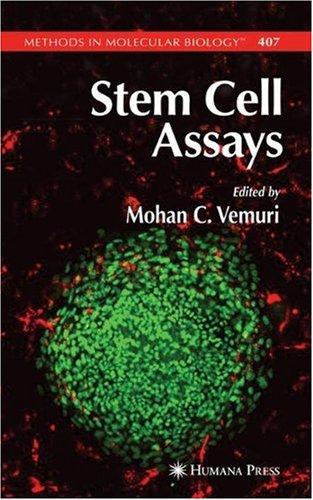 METHODS IN MOLECULAR BIOLOGY™ 407
Stem Cell
Assays
Edited by
Mohan C. Vemuri
HUMANA PRESS